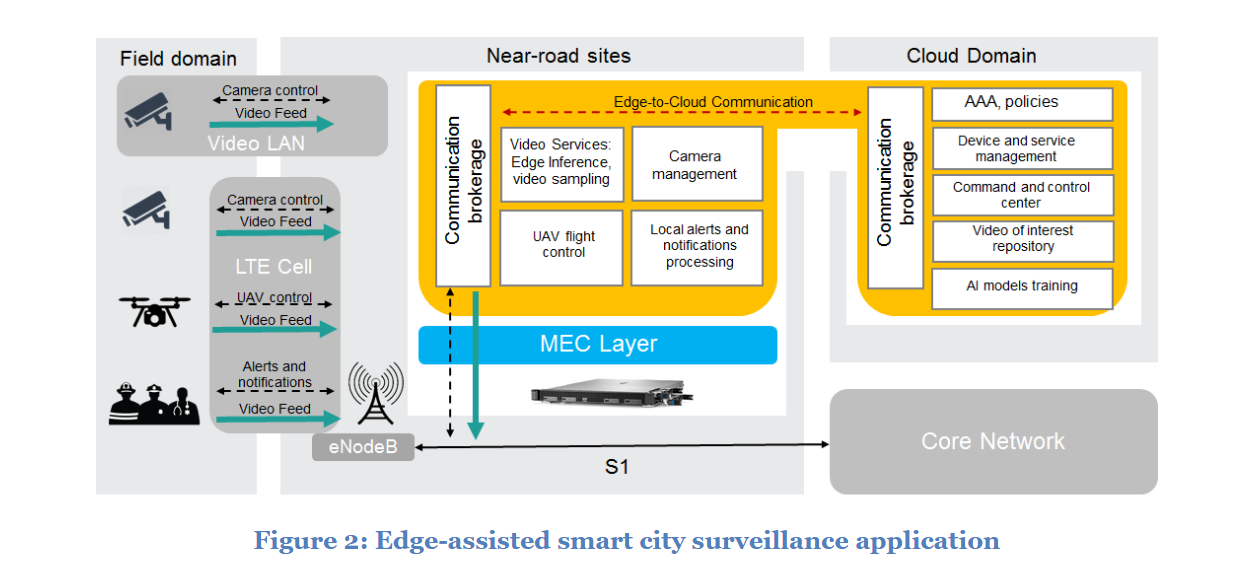 Field domain
Near-road sites
Cloud Domain
Camera control
Video Feed
Video LAN
Camera control
Video Feed
LTE Cell
UAV control
Video Feed
Alerts and
notifications
Video Feed
eNodeB
Communication
brokerage
Edge-to-Cloud Communication
Video Services:
Edge Inference,
video sampling
Camera
management
UAV flight
control
Local alerts and
notifications
processing
MEC Layer
S1
Communication
brokerage
AAA, policies
Device and service
management
Command and control
center
Video of interest
repository
AI models training
Core Network
Figure 2: Edge-assisted smart city surveillance application